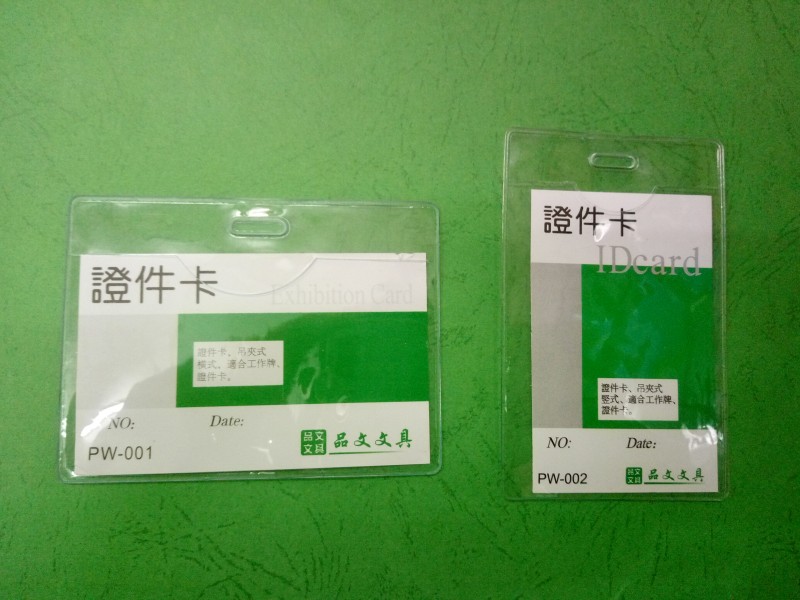 證件卡
Exhibition Card
證件卡、吊夾式
橫式、適合工作牌、
證件卡。
NO:
Date:
PW-001
品文
文具
品文文具
證件卡
IDcard
證件卡、吊夾式
竪式、適合工作牌、
證件卡。
NO:
Date:
PW-002
品文
文具
品文文具